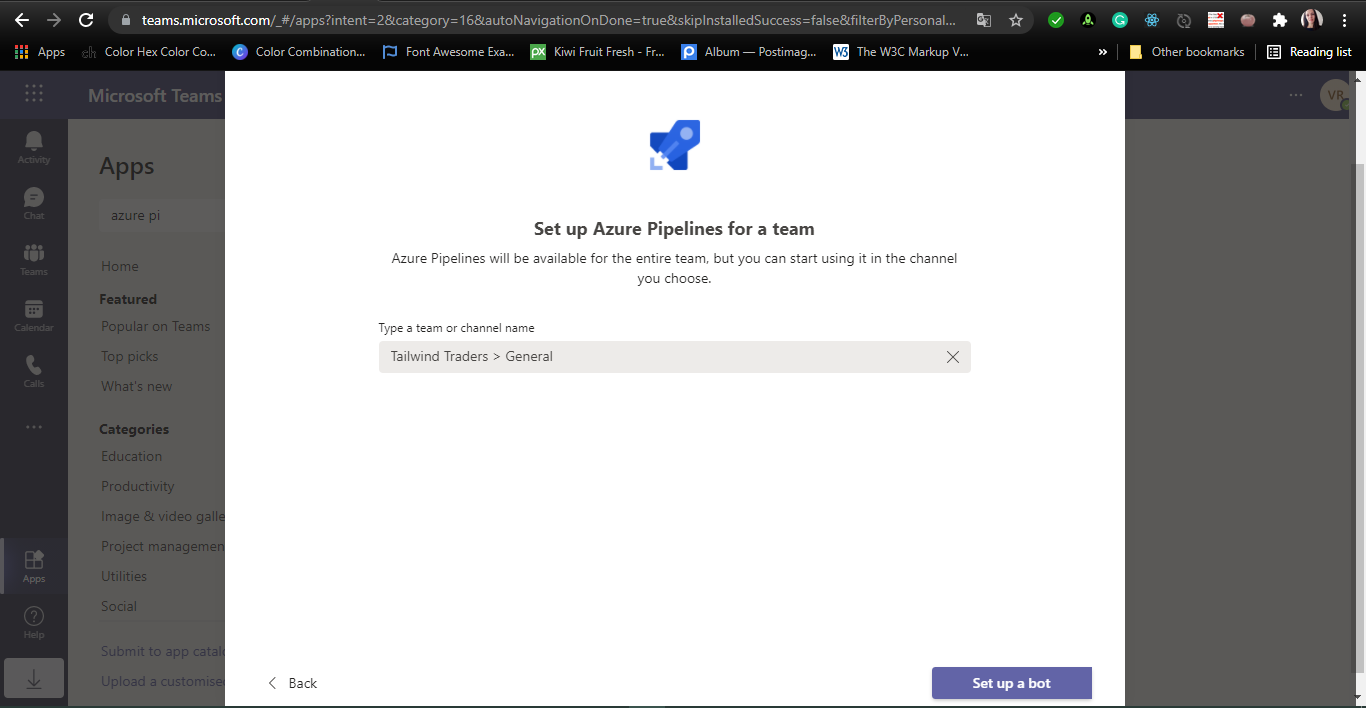 teams.microsoft.com/_#/apps?intent=2&category=16&autoNavigationOnDone=true&skipInstalledSuccess=false&filterByPersonal...
Apps
Color Hex Color Co...
Color Combination...
Font Awesome Exa...
Kiwi Fruit Fresh - Fr...
Album — Postimag...
The W3C Markup V...
»
Other bookmarks
Reading list
Microsoft Teams
VR
Activity
Chat
Teams
Calendar
Calls
Apps
Help
Apps
azure pi
Home
Featured
Popular on Teams
Top picks
What's new
Categories
Education
Productivity
Image & video galle
Project managemen
Utilities
Social
Submit to app catalo
Upload a customised
Set up Azure Pipelines for a team
Azure Pipelines will be available for the entire team, but you can start using it in the channel
you choose.
Type a team or channel name
Tailwind Traders > General
Back
Set up a bot